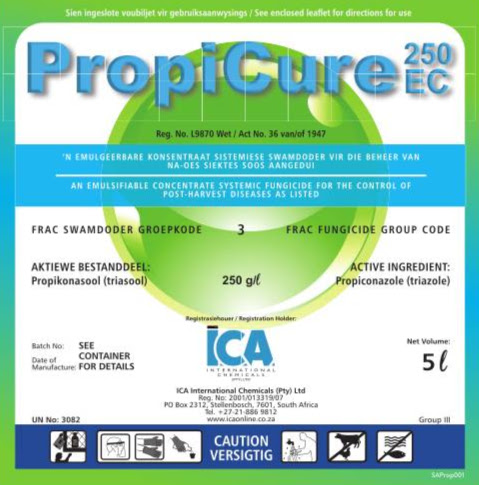 Sien ingeslote voubiljet vir gebruiksaanwysings / See enclosed leaflet for directions for use
PropiCure 250 EC
Reg. No. L9870 Wet / Act No. 36 van/of 1947
'N EMULGEERBARE KONSENTRAAT SISTEMIESE SWAMDODER VIR DIE BEHEER VAN
NA-OES SIEKTES SOOS AANGEDUI
AN EMULSIFIABLE CONCENTRATE SYSTEMIC FUNGICIDE FOR THE CONTROL OF
POST-HARVEST DISEASES AS LISTED
FRAC SWAMDODER GROEPKODE 3 FRAC FUNGICIDE GROUP CODE
AKTIEWE BESTANDDEEL:
Propikonasool (triasool)
250 g/ℓ
ACTIVE INGREDIENT:
Propiconazole (triazole)
Registrasiehouer / Registration Holder:
ICA
INTERNATIONAL
CHEMICALS
(PTY) LTD
Batch No: SEE
CONTAINER
Date of
Manufacture: FOR DETAILS
Net Volume:
5 ℓ
ICA International Chemicals (Pty) Ltd
Reg. No: 2001/013319/07
PO Box 2312, Stellenbosch, 7601, South Africa
Tel. +27-21-886 9812
www.icaonline.co.za
UN No: 3082
Group III
CAUTION
VERSIGTIG
SAProp001